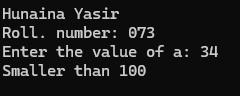 Hunaina Yasir
Roll. number: 073
Enter the value of a: 34
Smaller than 100